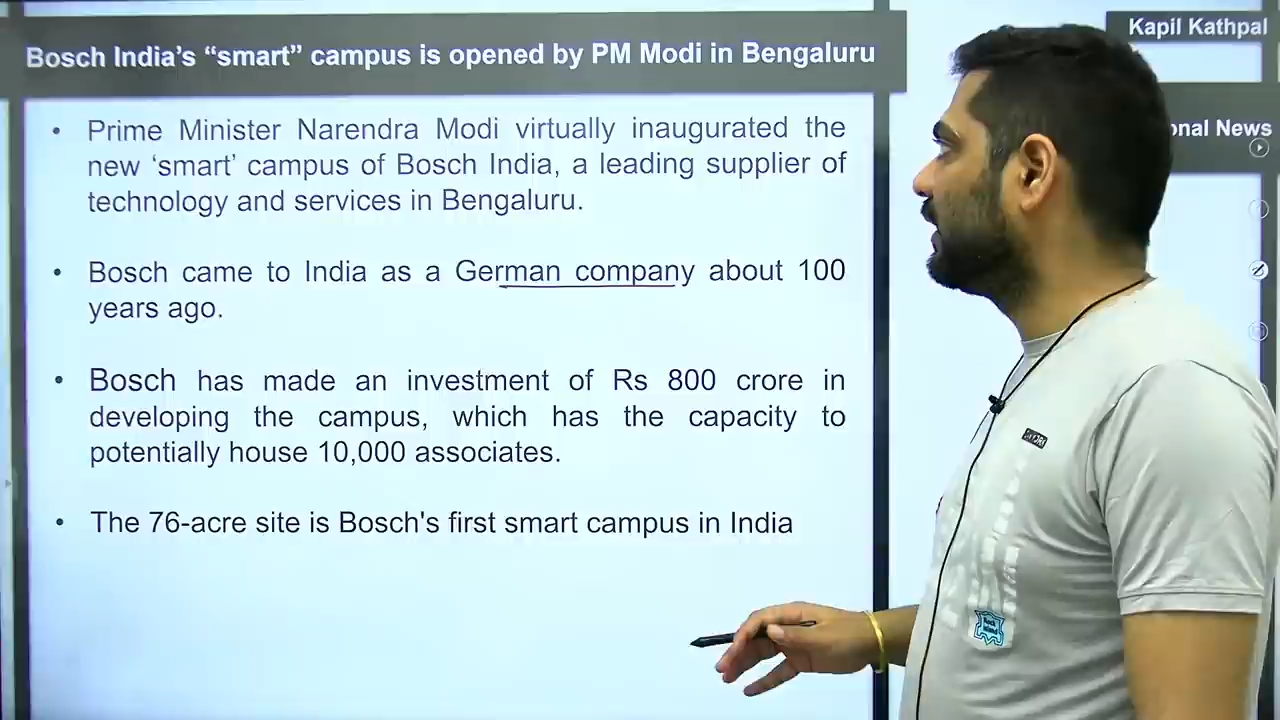 Bosch India's “smart” campus is opened by PM Modi in Bengaluru
Kapil Kathpal
onal News
• Prime Minister Narendra Modi virtually inaugurated the
new ‘smart’ campus of Bosch India, a leading supplier of
technology and services in Bengaluru.
• Bosch came to India as a German company about 100
years ago.
• Bosch has made an investment of Rs 800 crore in
developing the campus, which has the capacity to
potentially house 10,000 associates.
• The 76-acre site is Bosch's first smart campus in India